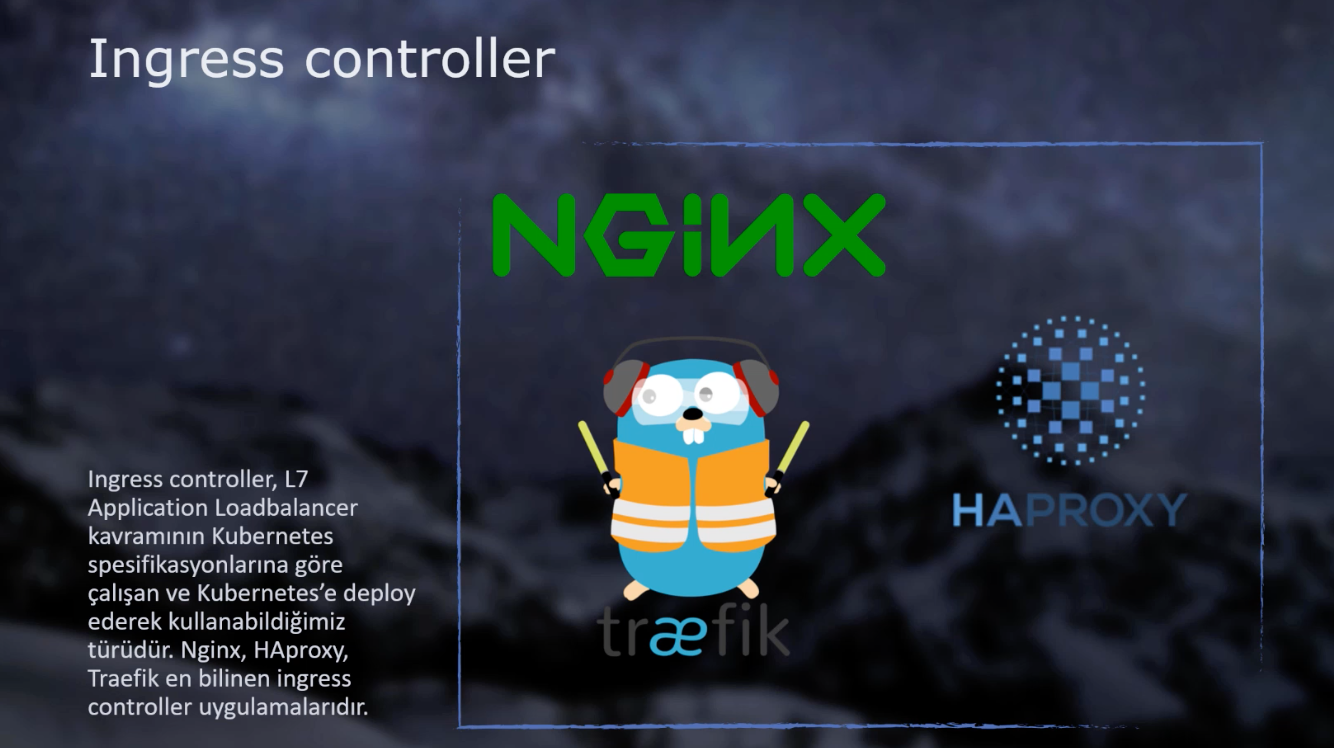 Ingress controller
NGiNX
HAPROXY
træfik
Ingress controller, L7
Application Loadbalancer
kavramının Kubernetes
spesifikasyonlarına göre
çalışan ve Kubernetes’e deploy
ederek kullanabildiğimiz
türüdür. Nginx, HAproxy,
Traefik en bilinen ingress
controller uygulamalarıdır.